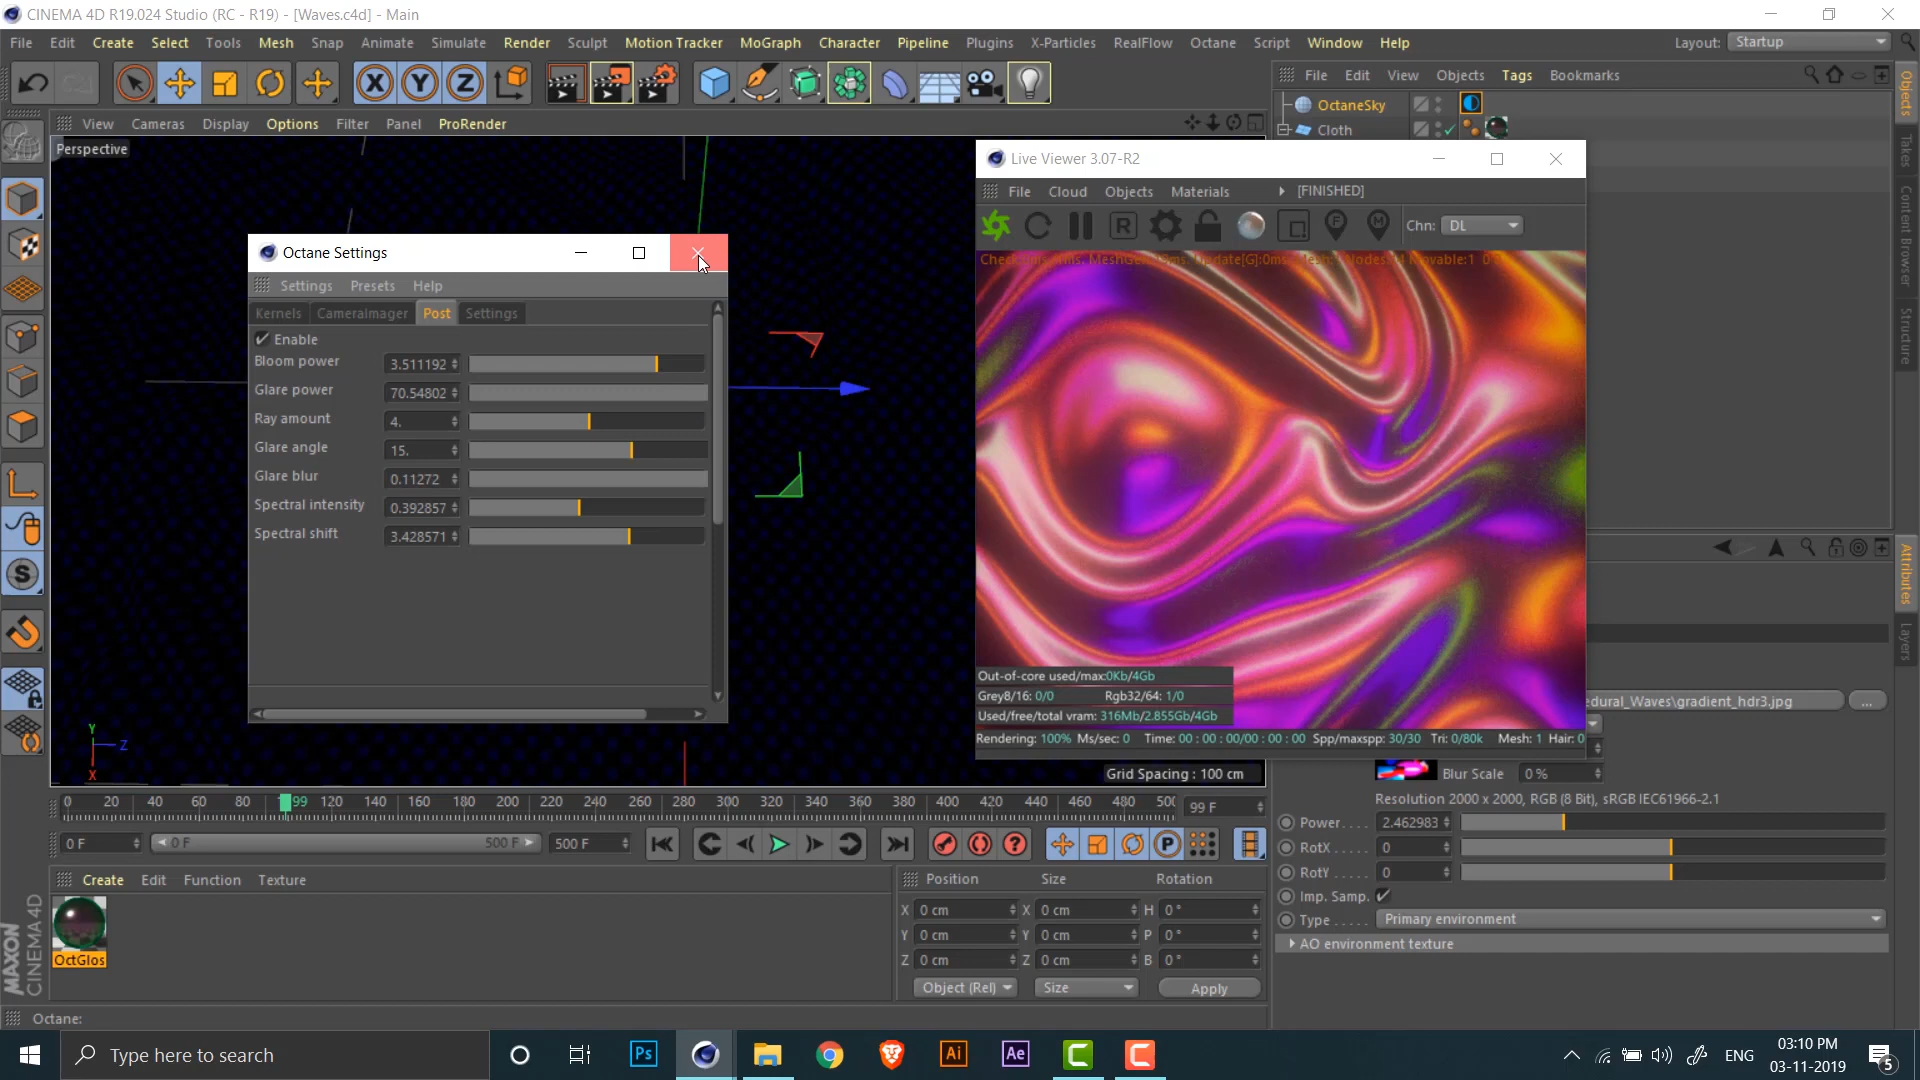 CINEMA 4D R19.024 Studio (RC - R19) - [Waves.c4d] - Main
File Edit Create Select Tools Mesh Snap Animate Simulate Render Sculpt Motion Tracker MoGraph Character Pipeline Plugins X-Particles RealFlow Octane Script Window Help
Layout: Startup
File Edit View Objects Tags Bookmarks
OctaneSky
Cloth
Objects
Takes
Content Browser
Structure
View Cameras Display Options Filter Panel ProRender
Perspective
Live Viewer 3.07-R2
File Cloud Objects Materials [FINISHED]
Chn: DL
Octane Settings
Settings Presets Help
Kernels CameraImager Post Settings
Enable
Bloom power 3.511192
Glare power 70.54802
Ray amount 4.
Glare angle 15.
Glare blur 0.11272
Spectral intensity 0.392857
Spectral shift 3.428571
Out-of-core used/max:0Kb/4Gb
Grey8/16: 0/0 Rgb32/64: 1/0
Used/free/total vram: 316Mb/2.855Gb/4Gb
Rendering: 100% Ms/sec: 0 Time: 00 : 00 : 00/00 : 00 : 00 Spp/maxspp: 30/30 Tri: 0/80k Mesh: 1 Hair: 0
Grid Spacing : 100 cm
Y
Z
X
Attributes
Layers
edural_Waves\gradient_hdr3.jpg
...
Blur Scale 0 %
Resolution 2000 x 2000, RGB (8 Bit), sRGB IEC61966-2.1
Power.... 2.462983
RotX ..... 0
RotY ..... 0
Imp. Samp.
Type ..... Primary environment
AO environment texture
0 20 40 60 80 99 120 140 160 180 200 220 240 260 280 300 320 340 360 380 400 420 440 460 480 500
99 F
0 F 0 F 500 F 500 F
Create Edit Function Texture
OctGlos
MAXON
CINEMA 4D
Position Size Rotation
X 0 cm X 0 cm H 0 °
Y 0 cm Y 0 cm P 0 °
Z 0 cm Z 0 cm B 0 °
Object (Rel) Size Apply
Octane:
Type here to search
Ps
Ai
Ae
ENG
03:10 PM
03-11-2019
5